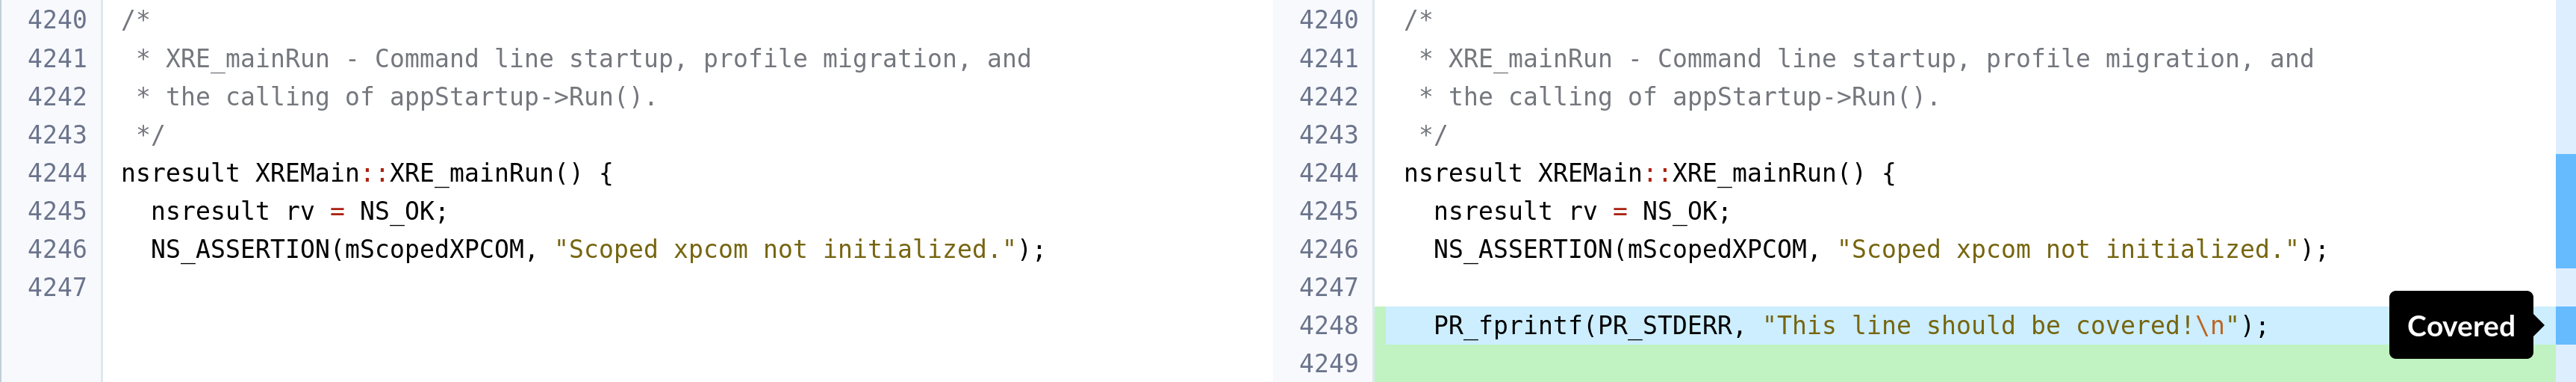 4240 /*
4241  * XRE_mainRun - Command line startup, profile migration, and
4242  * the calling of appStartup->Run().
4243  */
4244 nsresult XREMain::XRE_mainRun() {
4245   nsresult rv = NS_OK;
4246   NS_ASSERTION(mScopedXPCOM, "Scoped xpcom not initialized.");
4247
4240 /*
4241  * XRE_mainRun - Command line startup, profile migration, and
4242  * the calling of appStartup->Run().
4243  */
4244 nsresult XREMain::XRE_mainRun() {
4245   nsresult rv = NS_OK;
4246   NS_ASSERTION(mScopedXPCOM, "Scoped xpcom not initialized.");
4247
4248   PR_fprintf(PR_STDERR, "This line should be covered!\n"); Covered
4249